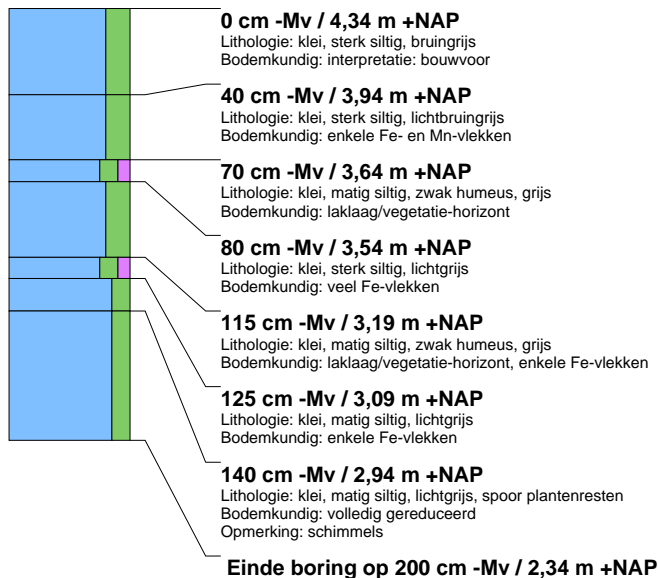 0 cm -Mv / 4,34 m +NAP
Lithologie: klei, sterk siltig, bruingrijs
Bodemkundig: interpretatie: bouwvoor
40 cm -Mv / 3,94 m +NAP
Lithologie: klei, sterk siltig, lichtbruingrijs
Bodemkundig: enkele Fe- en Mn-vlekken
70 cm -Mv / 3,64 m +NAP
Lithologie: klei, matig siltig, zwak humeus, grijs
Bodemkundig: laklaag/vegetatie-horizont
80 cm -Mv / 3,54 m +NAP
Lithologie: klei, sterk siltig, lichtgrijs
Bodemkundig: veel Fe-vlekken
115 cm -Mv / 3,19 m +NAP
Lithologie: klei, matig siltig, zwak humeus, grijs
Bodemkundig: laklaag/vegetatie-horizont, enkele Fe-vlekken
125 cm -Mv / 3,09 m +NAP
Lithologie: klei, matig siltig, lichtgrijs
Bodemkundig: enkele Fe-vlekken
140 cm -Mv / 2,94 m +NAP
Lithologie: klei, matig siltig, lichtgrijs, spoor plantenresten
Bodemkundig: volledig gereduceerd
Opmerking: schimmels
Einde boring op 200 cm -Mv / 2,34 m +NAP